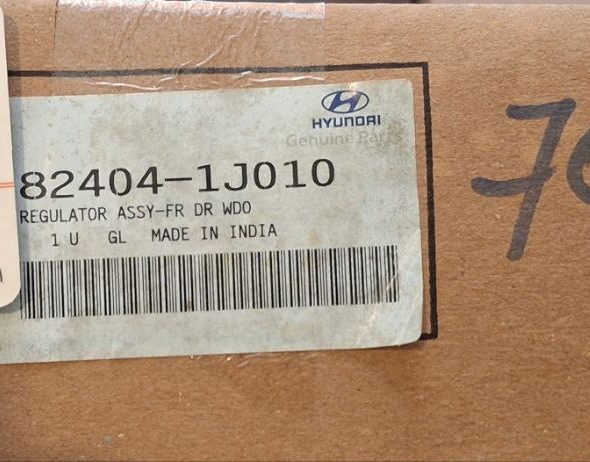 HYUNDAI
Genuine Parts
82404-1J010
REGULATOR ASSY-FR DR WDO
1 U GL MADE IN INDIA